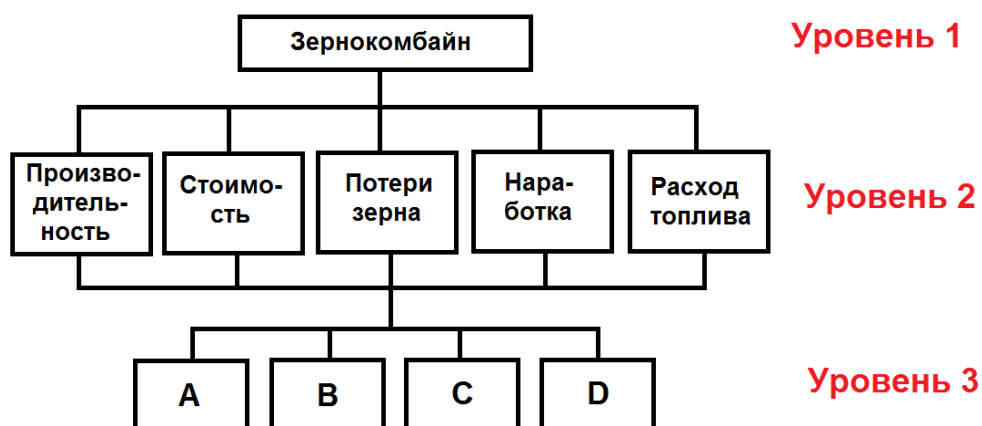 Зернокомбайн
Уровень 1
Произво-
дитель-
ность
Стоимо-
сть
Потери
зерна
Нара-
ботка
Расход
топлива
Уровень 2
A
B
C
D
Уровень 3